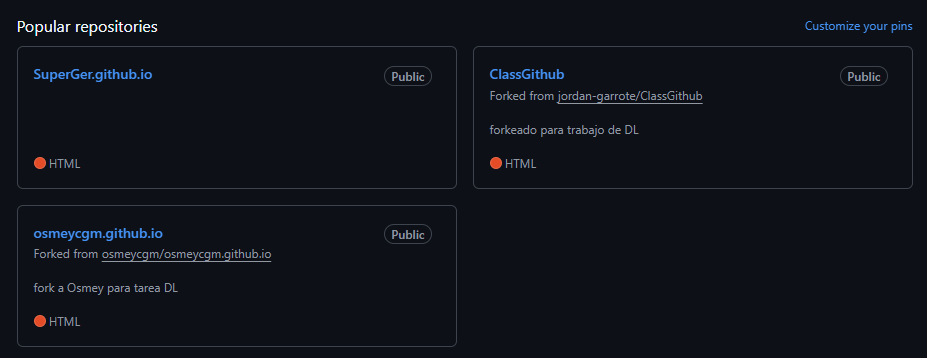 Popular repositories
Customize your pins
SuperGer.github.io
Public
HTML
ClassGithub
Public
Forked from jordan-garrote/ClassGithub
forkeado para trabajo de DL
HTML
osmeycgm.github.io
Public
Forked from osmeycgm/osmeycgm.github.io
fork a Osmey para tarea DL
HTML